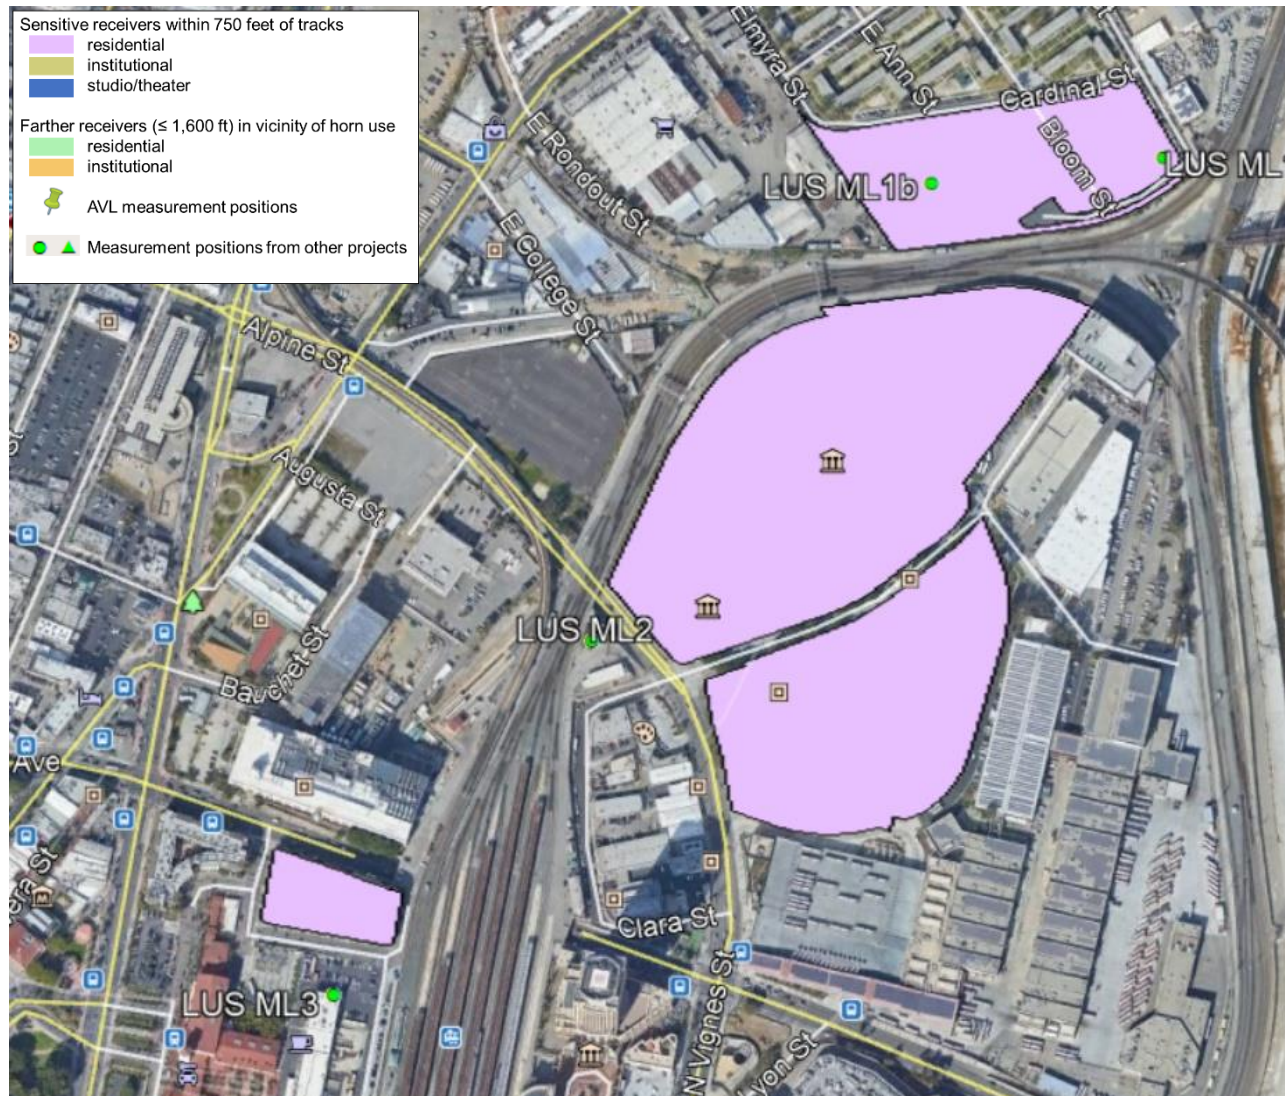 Sensitive receivers within 750 feet of tracks
residential
institutional
studio/theater
Farther receivers (≤ 1,600 ft) in vicinity of horn use
residential
institutional
AVL measurement positions
Measurement positions from other projects
Elmyra St
E Ann St
Cardinal St
Bloom St
E Rondout St
LUS ML1b
LUS ML
E College St
Alpine St
Augusta St
LUS ML2
Bauchet St
Ave
Clara St
LUS ML3
N Vignes St
Lyon St